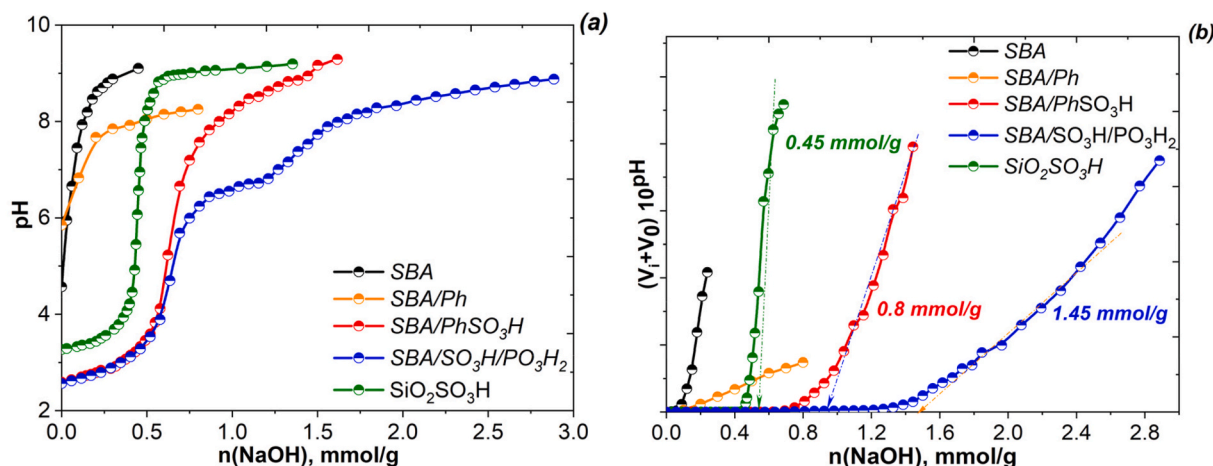 (a)
10
8
6
4
2
pH
0.0 0.5 1.0 1.5 2.0 2.5 3.0
n(NaOH), mmol/g
SBA
SBA/Ph
SBA/PhSO₃H
SBA/SO₃H/PO₃H₂
SiO₂SO₃H
(b)
(Vᵢ+V₀) 10^pH
SBA
SBA/Ph
SBA/PhSO₃H
SBA/SO₃H/PO₃H₂
SiO₂SO₃H
0.45 mmol/g
0.8 mmol/g
1.45 mmol/g
0.0 0.4 0.8 1.2 1.6 2.0 2.4 2.8
n(NaOH), mmol/g